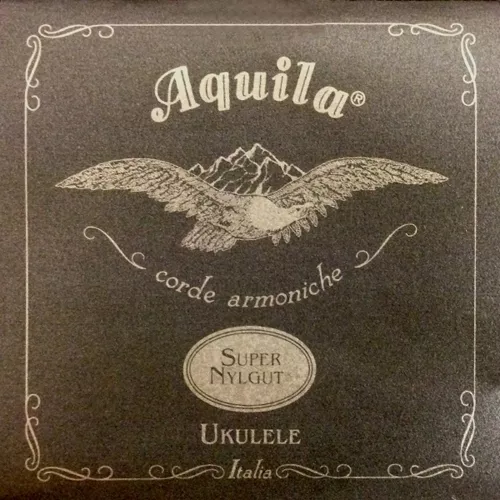 Aquila®
corde armoniche
SUPER
NYLGUT
UKULELE
Italia